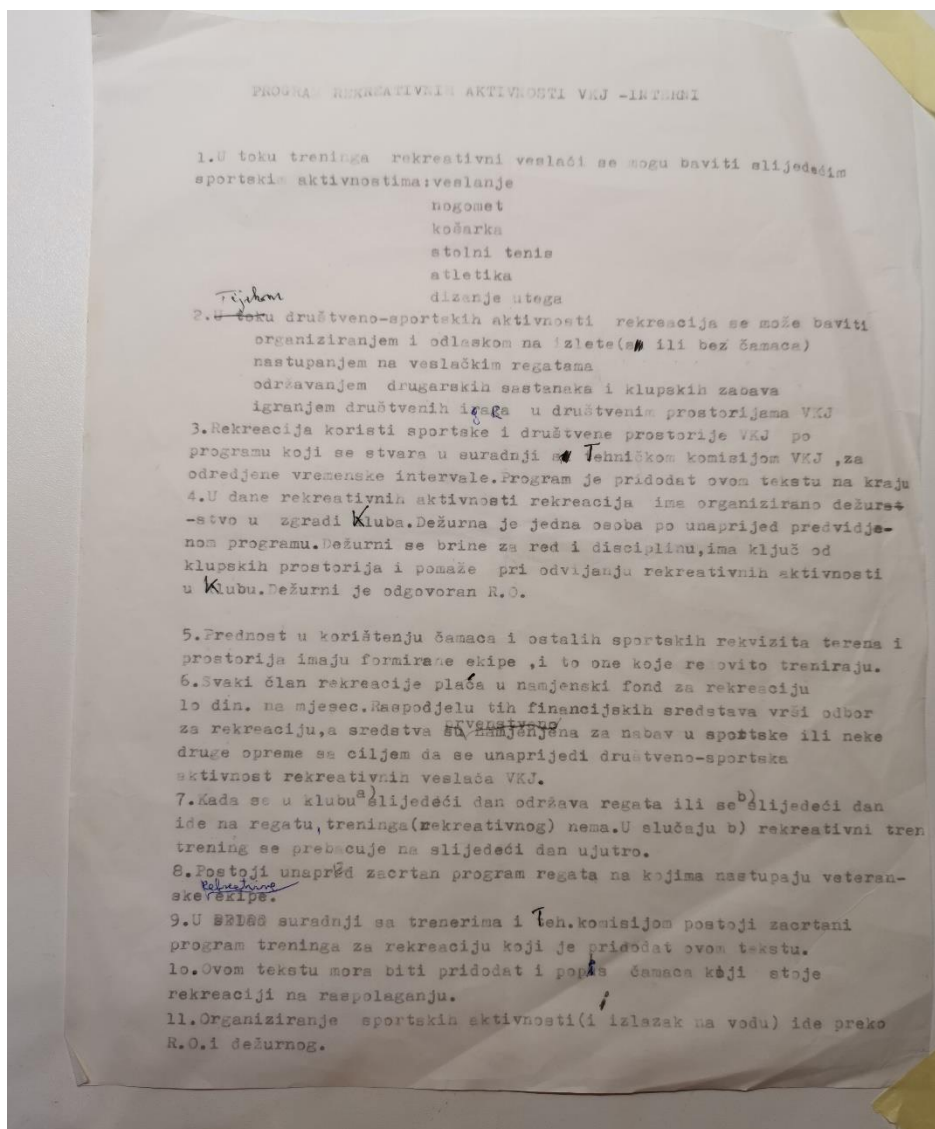 PROGRAM REKREATIVNIH AKTIVNOSTI VKJ -INTERNI
1.U toku treninga rekreativni veslači se mogu baviti slijedećim
sportskim aktivnostima:veslanje
nogomet
košarka
stolni tenis
atletika
dizanje utega
Tijekom
2.U toku društveno-sportskih aktivnosti rekreacija se može baviti
organiziranjem i odlaskom na izlete(s ili bez čamaca)
nastupanjem na veslačkim regatama
održavanjem drugarskih sastanaka i klupskih zabava
igranjem društvenih igara u društvenim prostorijama VKJ
3.Rekreacija koristi sportske i društvene prostorije VKJ po
programu koji se stvara u suradnji s Tehničkom komisijom VKJ ,za
odredjene vremenske intervale.Program je pridodat ovom tekstu na kraju
4.U dane rekreativnih aktivnosti rekreacija ima organizirano dežurst
-stvo u zgradi Kluba.Dežurna je jedna osoba po unaprijed predvidje-
nom programu.Dežurni se brine za red i disciplinu,ima ključ od
klupskih prostorija i pomaže pri odvijanju rekreativnih aktivnosti
u Klubu.Dežurni je odgovoran R.O.
5.Prednost u korištenju čamaca i ostalih sportskih rekvizita terena i
prostorija imaju formirane ekipe ,i to one koje redovito treniraju.
6.Svaki član rekreacije plaća u namjenski fond za rekreaciju
lo din. na mjesec.Raspodjelu tih financijskih sredstava vrši odbor
prvenstveno
za rekreaciju,a sredstva su namjenjena za nabav u sportske ili neke
druge opreme sa ciljem da se unaprijedi društveno-sportska
aktivnost rekreativnih veslača VKJ.
7.Kada se u klubu a) slijedeći dan održava regata ili se b) slijedeći dan
ide na regatu,treninga(rekreativnog) nema.U slučaju b) rekreativni tren
trening se prebacuje na slijedeći dan ujutro.
8.Postoji unapred zacrtan program regata na kojima nastupaju veteran-
rekreativne
ske ekipe.
9.U suradnji sa trenerima i Teh.komisijom postoji zacrtani
program treninga za rekreaciju koji je pridodat ovom tekstu.
lo.Ovom tekstu mora biti pridodat i popis čamaca koji stoje
rekreaciji na raspolaganju.
i
11.Organiziranje sportskih aktivnosti(i izlazak na vodu) ide preko
R.O.i dežurnog.